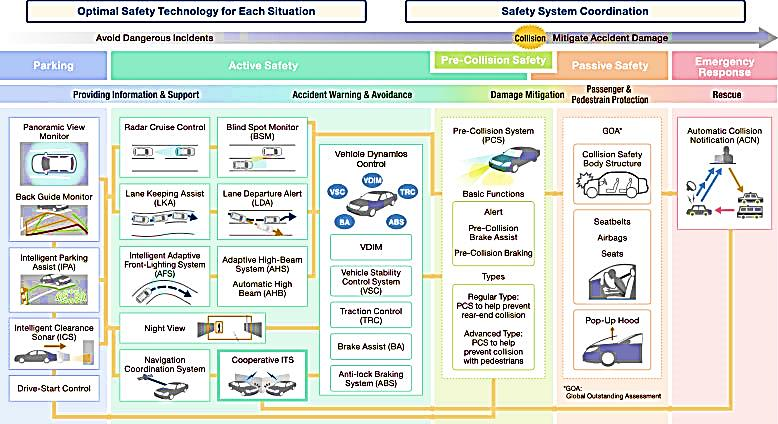 Optimal Safety Technology for Each Situation
Safety System Coordination
Avoid Dangerous Incidents
Collision
Mitigate Accident Damage
Parking
Active Safety
Pre-Collision Safety
Passive Safety
Emergency
Response
Providing Information & Support
Accident Warning & Avoidance
Damage Mitigation
Passenger &
Pedestrain Protection
Rescue
Panoramic View
Monitor
Back Guide Monitor
Intelligent Parking
Assist (IPA)
Intelligent Clearance
Sonar (ICS)
Drive-Start Control
Radar Cruise Control
Blind Spot Monitor
(BSM)
Lane Keeping Assist
(LKA)
Lane Departure Alert
(LDA)
Intelligent Adaptive
Front-Lighting System
(AFS)
Adaptive High-Beam
System (AHS)
Automatic High
Beam (AHB)
Night View
Navigation
Coordination System
Cooperative ITS
Vehicle Dynamics
Control
VDIM
VSC
TRC
BA
ABS
VDIM
Vehicle Stability
Control System
(VSC)
Traction Control
(TRC)
Brake Assist (BA)
Anti-lock Braking
System (ABS)
Pre-Collision System
(PCS)
Basic Functions
Alert
Pre-Collision
Brake Assist
Pre-Collision Braking
Types
Regular Type:
PCS to help prevent
rear-end collision
Advanced Type:
PCS to help
prevent collision
with pedestrians
GOA*
Collision Safety
Body Structure
Seatbelts
Airbags
Seats
Pop-Up Hood
*GOA:
Global Outstanding Assessment
Automatic Collision
Notification (ACN)